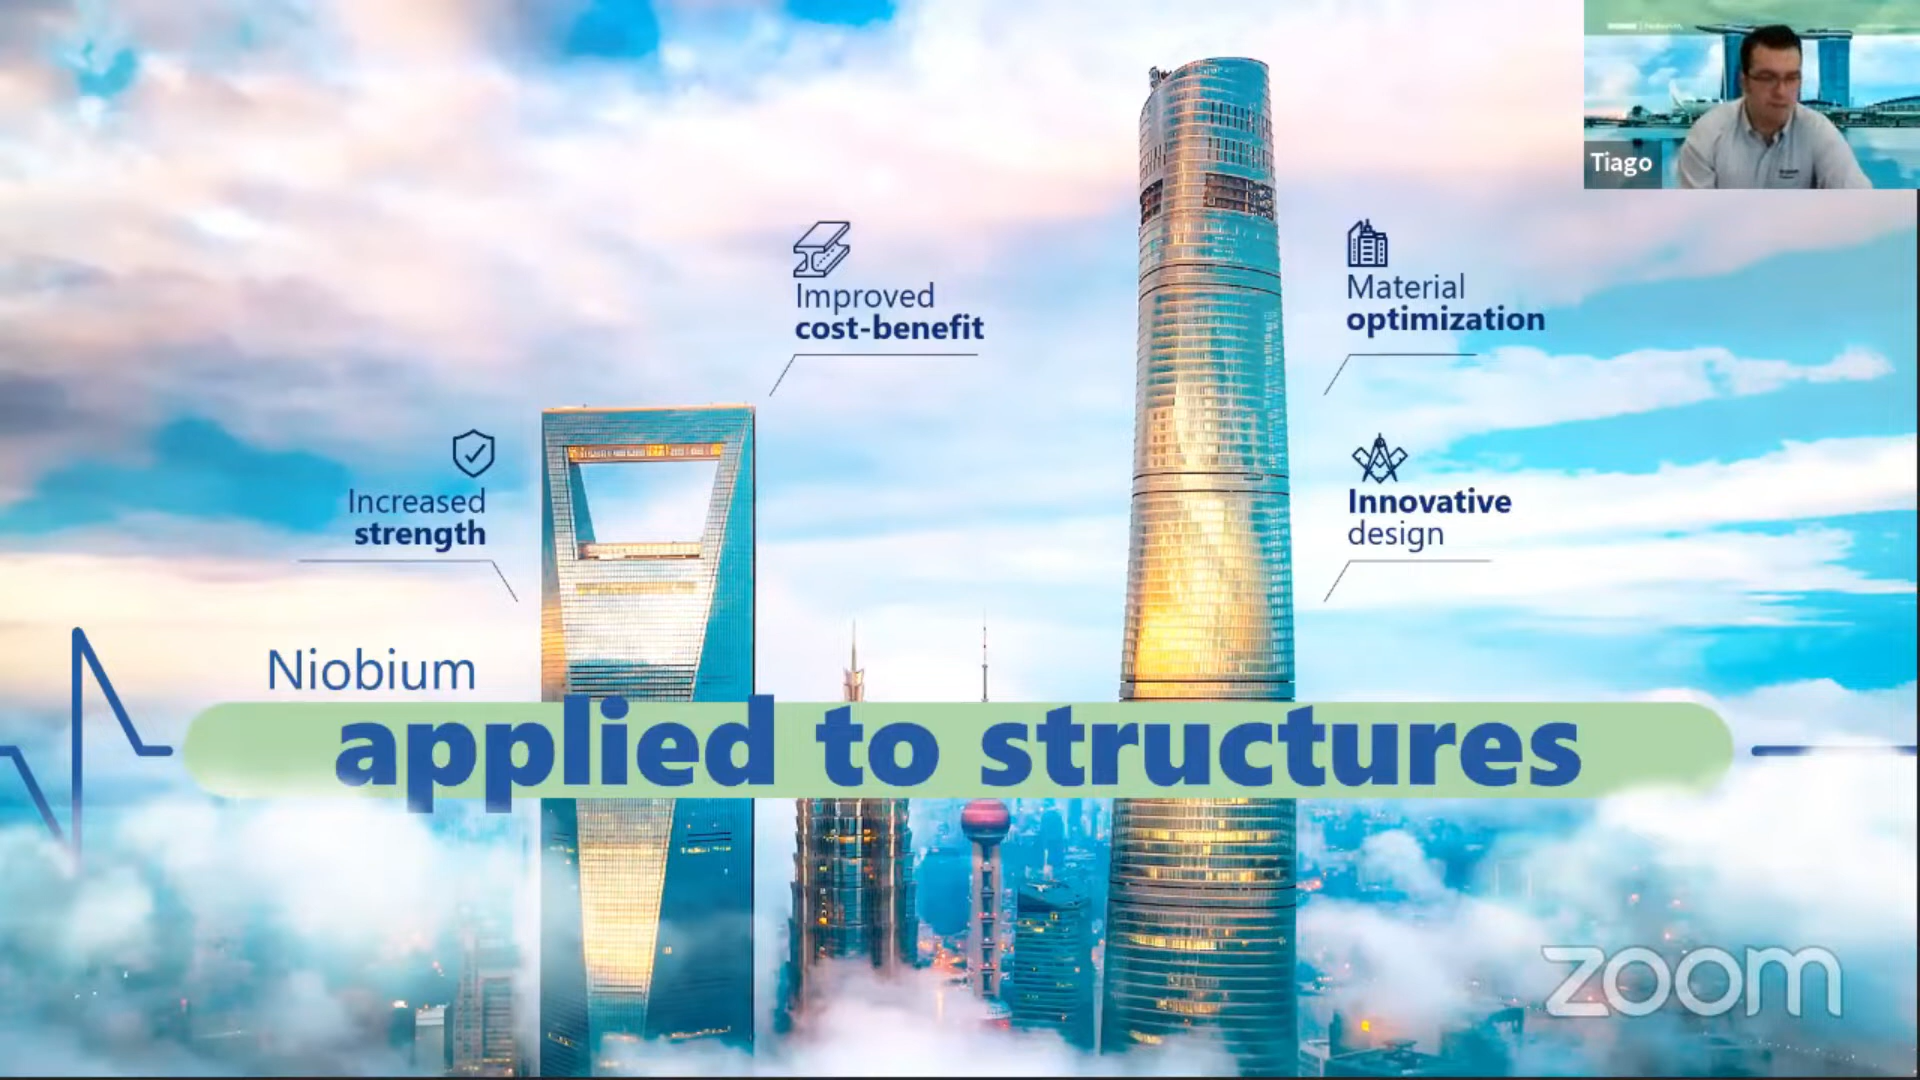 Tiago
Improved
cost-benefit
Material
optimization
Increased
strength
Innovative
design
Niobium
applied to structures
zoom